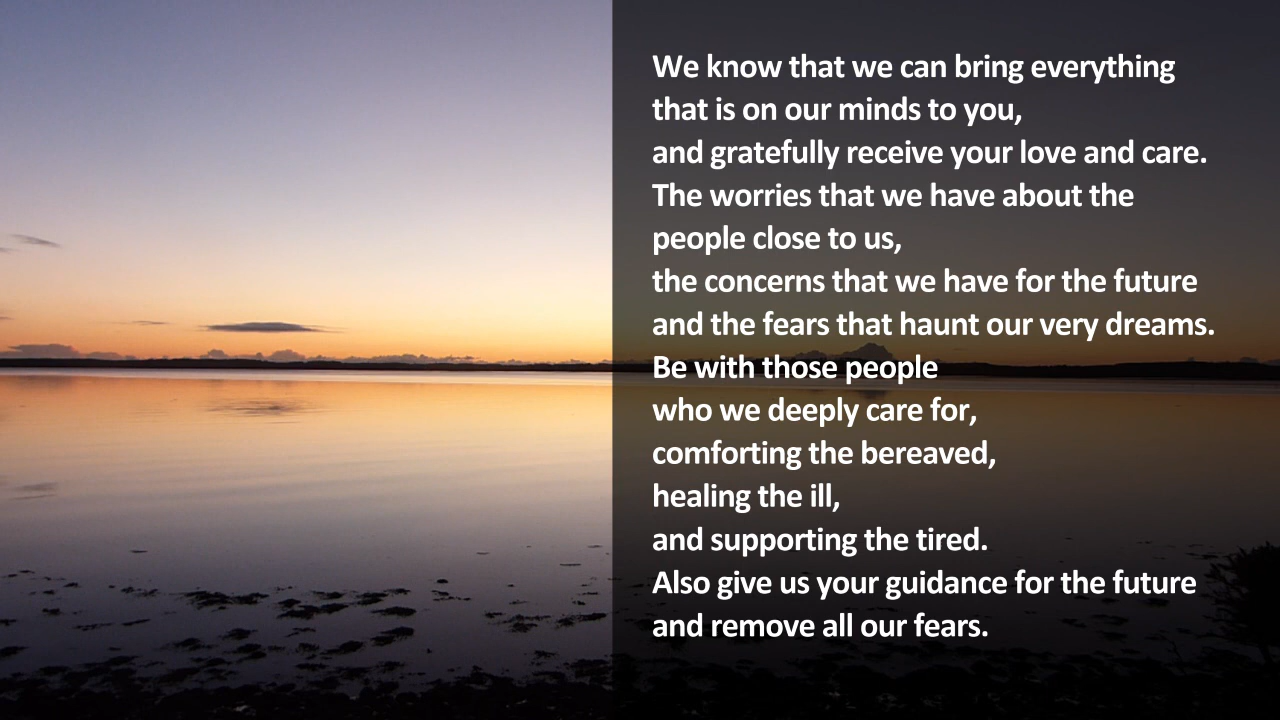 We know that we can bring everything
that is on our minds to you,
and gratefully receive your love and care.
The worries that we have about the
people close to us,
the concerns that we have for the future
and the fears that haunt our very dreams.
Be with those people
who we deeply care for,
comforting the bereaved,
healing the ill,
and supporting the tired.
Also give us your guidance for the future
and remove all our fears.